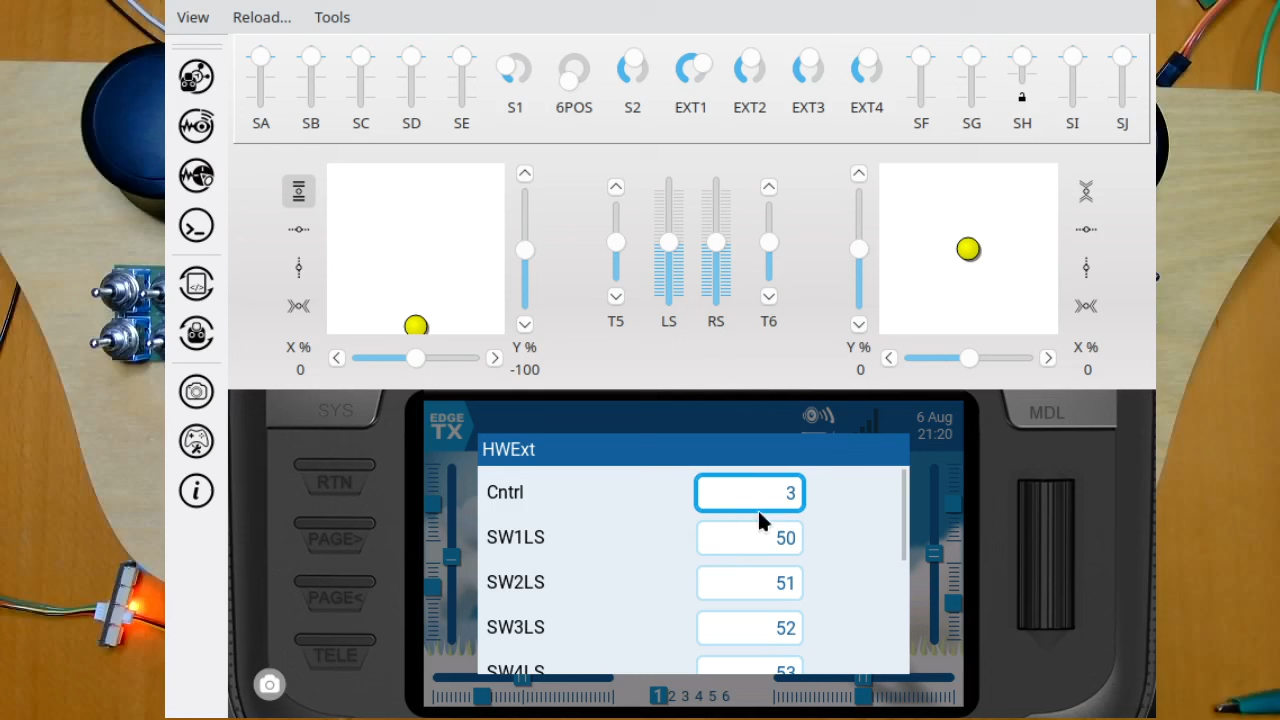 View Reload... Tools
SA SB SC SD SE S1 6POS S2 EXT1 EXT2 EXT3 EXT4 SF SG SH SI SJ
T5 LS RS T6
X % Y % Y % X %
0 -100 0 0
SYS MDL
EDGE
TX
6 Aug
21:20
HWExt
RTN
Cntrl 3
PAGE>
SW1LS 50
SW2LS 51
PAGE<
SW3LS 52
TELE
SW4LS 53
1 2 3 4 5 6